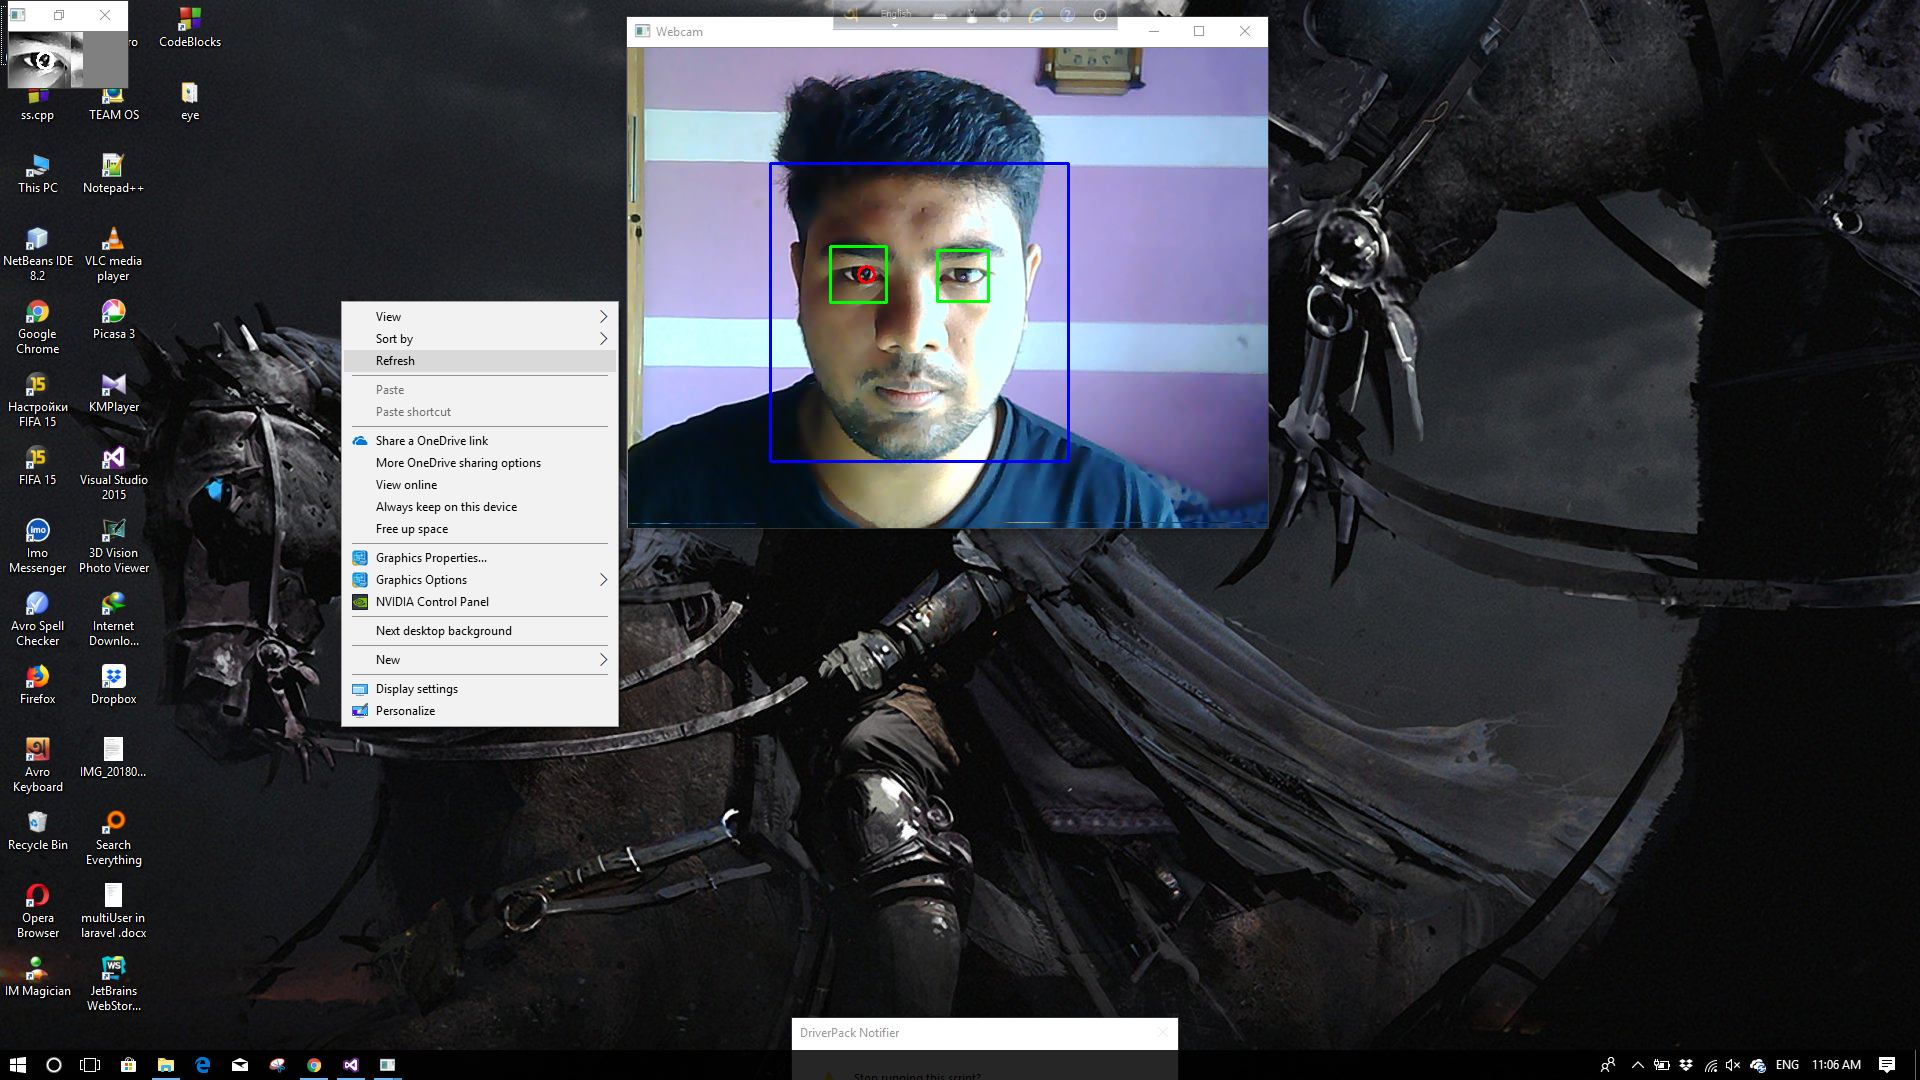 CodeBlocks
ro
ss.cpp
TEAM OS
eye
This PC
Notepad++
NetBeans IDE
8.2
VLC media
player
Google
Chrome
Picasa 3
Настройки
FIFA 15
KMPlayer
15
FIFA 15
Visual Studio
2015
imo
Imo
Messenger
3D Vision
Photo Viewer
Avro Spell
Checker
Internet
Downlo...
Firefox
Dropbox
Avro
Keyboard
IMG_20180...
Recycle Bin
Search
Everything
Opera
Browser
multiUser in
laravel .docx
IM Magician
WS
JetBrains
WebStor...
View
Sort by
Refresh
Paste
Paste shortcut
Share a OneDrive link
More OneDrive sharing options
View online
Always keep on this device
Free up space
Graphics Properties...
Graphics Options
NVIDIA Control Panel
Next desktop background
New
Display settings
Personalize
English
Webcam
DriverPack Notifier
Stop running this script?
ENG
11:06 AM